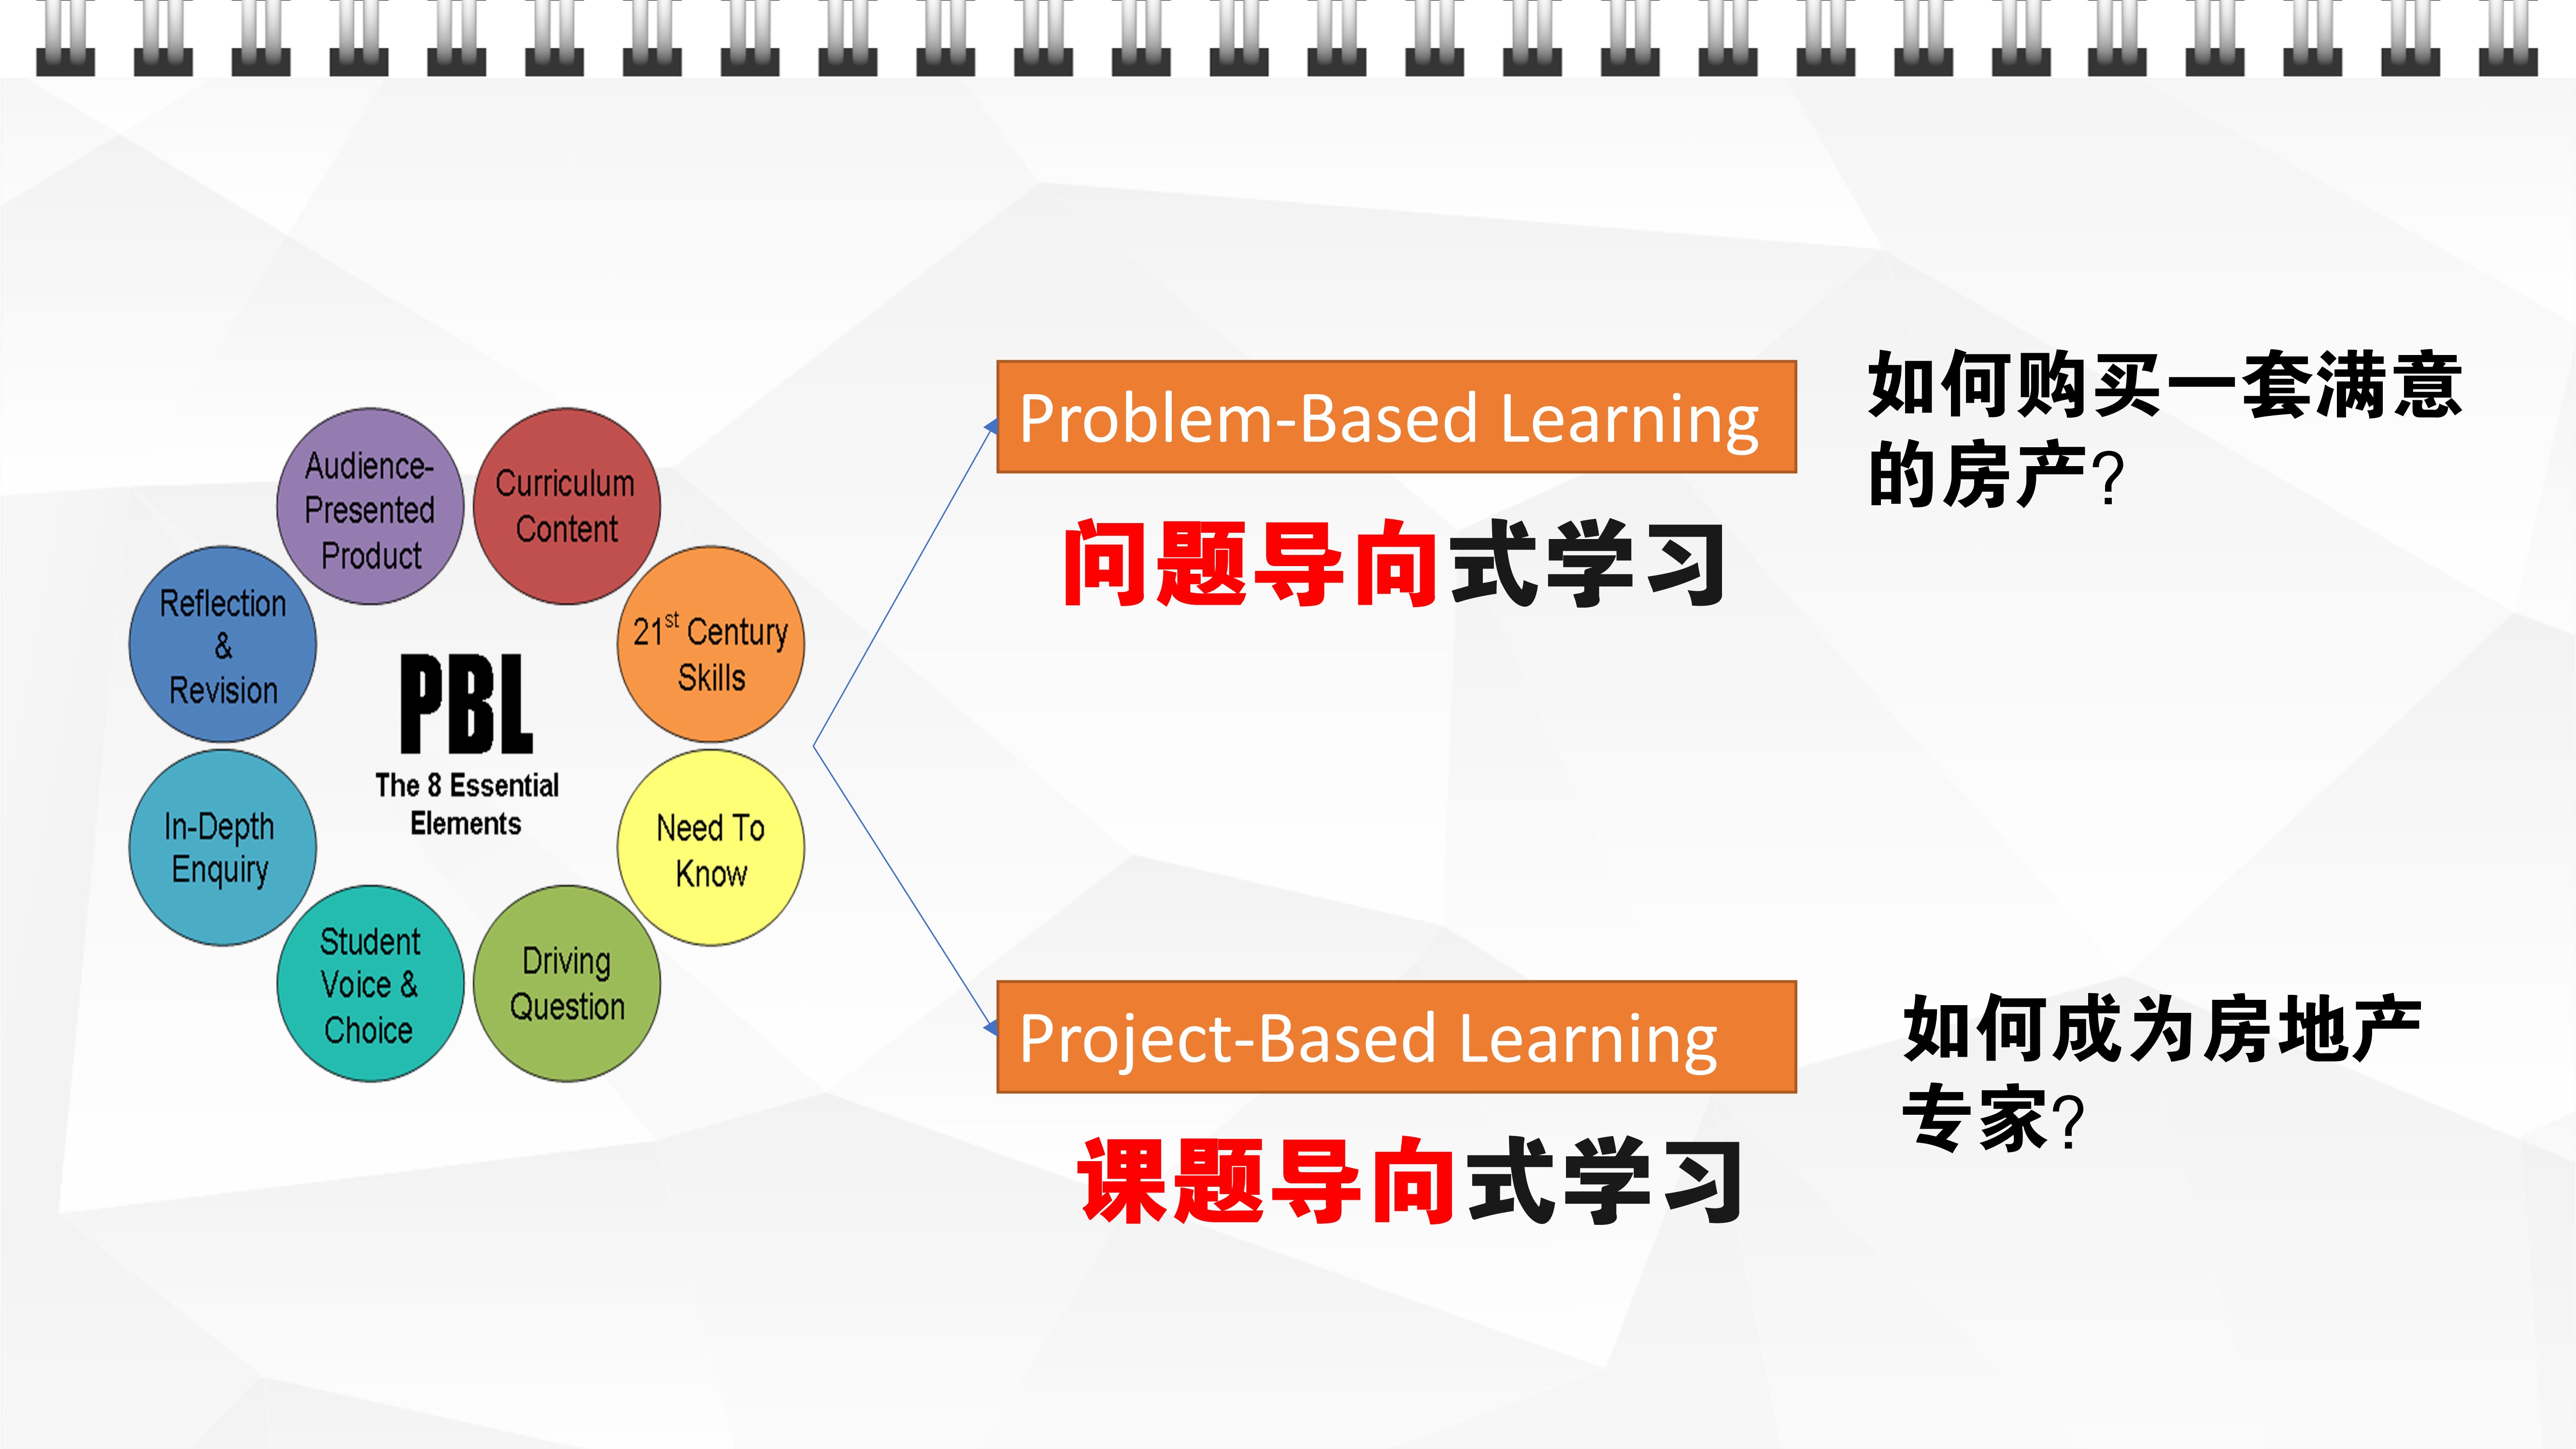 Audience-
Presented
Product
Curriculum
Content
21st Century
Skills
Need To
Know
Driving
Question
Student
Voice &
Choice
In-Depth
Enquiry
Reflection
&
Revision
PBL
The 8 Essential
Elements
Problem-Based Learning
问题导向式学习
如何购买一套满意
的房产?
Project-Based Learning
课题导向式学习
如何成为房地产
专家?